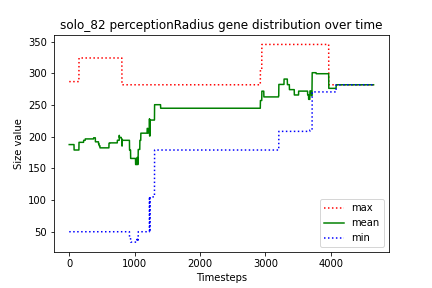 solo_82 perceptionRadius gene distribution over time
350
300
250
200
150
100
50
Size value
0
1000
2000
3000
4000
Timesteps
max
mean
min